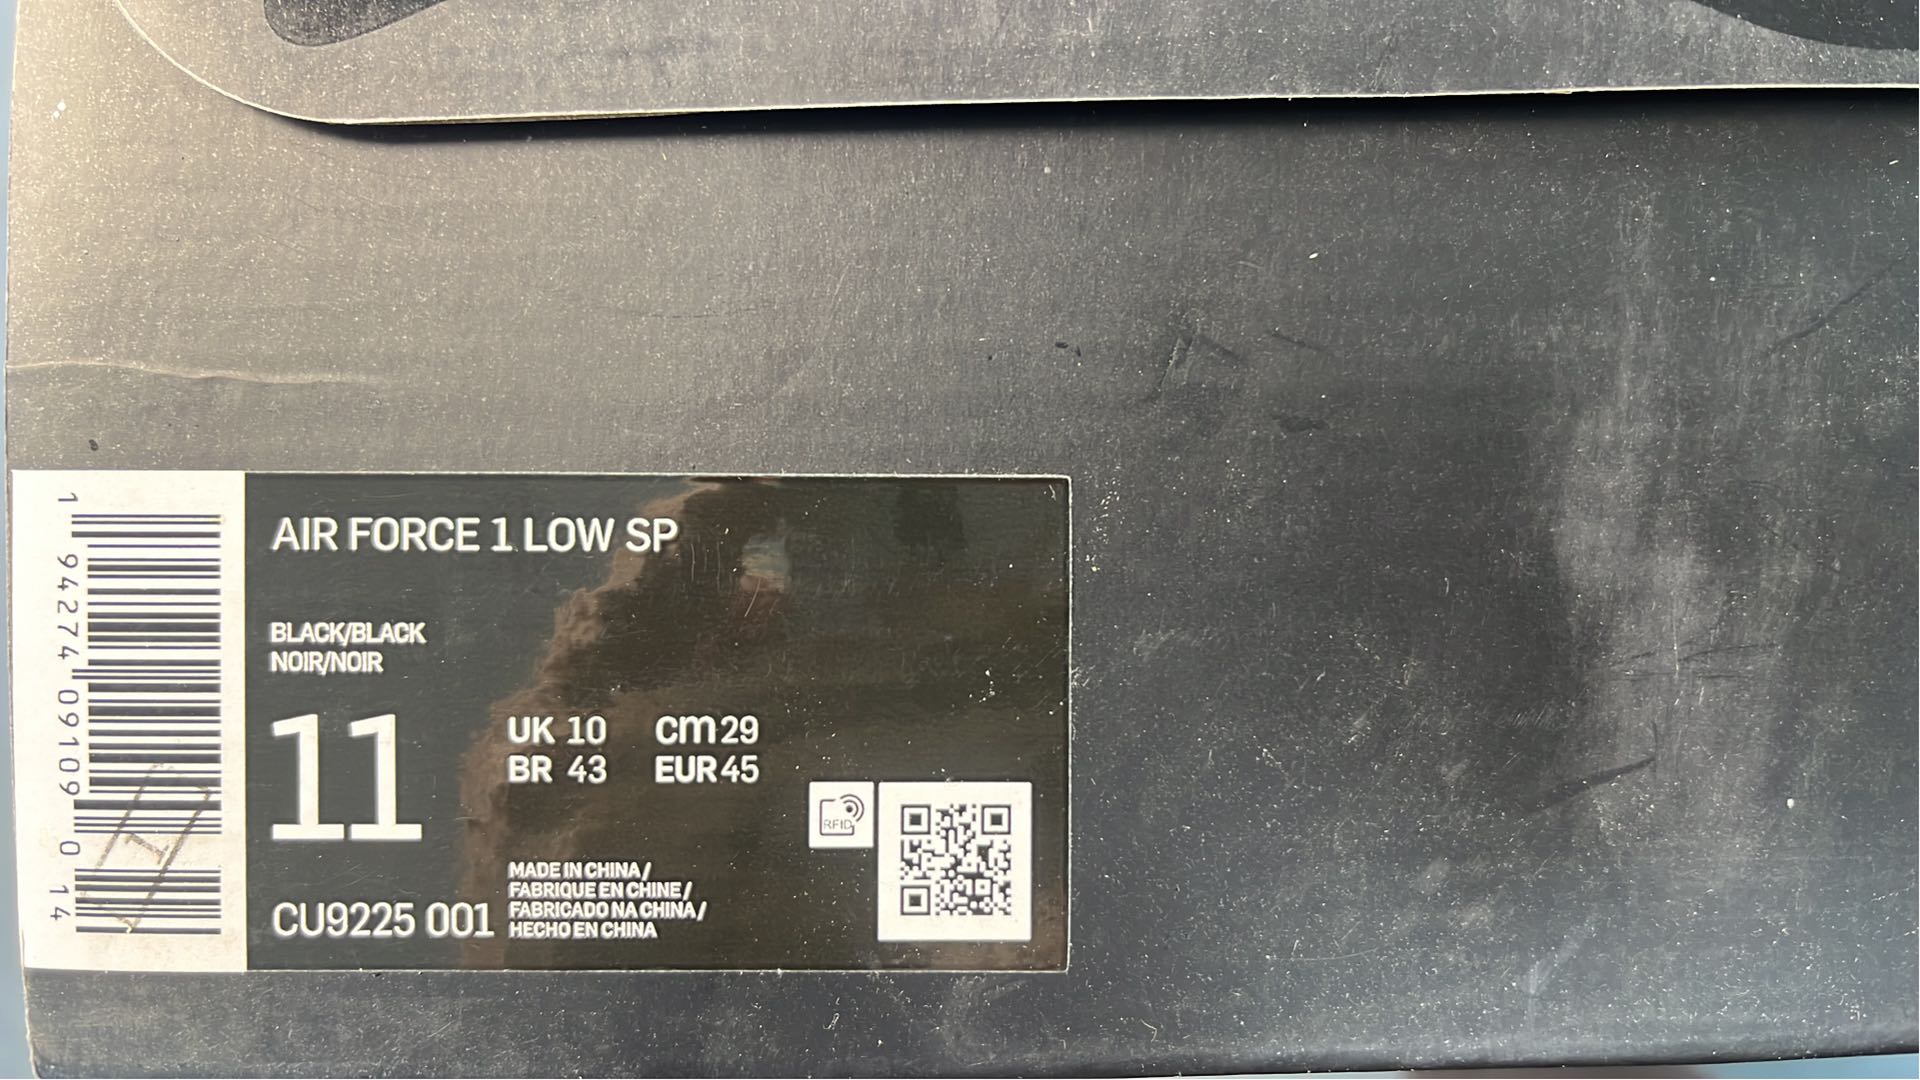 1 94274 09109 0 14
AIR FORCE 1 LOW SP
BLACK/BLACK
NOIR/NOIR
11
UK 10 cm 29
BR 43 EUR 45
RFID
CU9225 001
MADE IN CHINA/
FABRIQUE EN CHINE/
FABRICADO NA CHINA/
HECHO EN CHINA
1